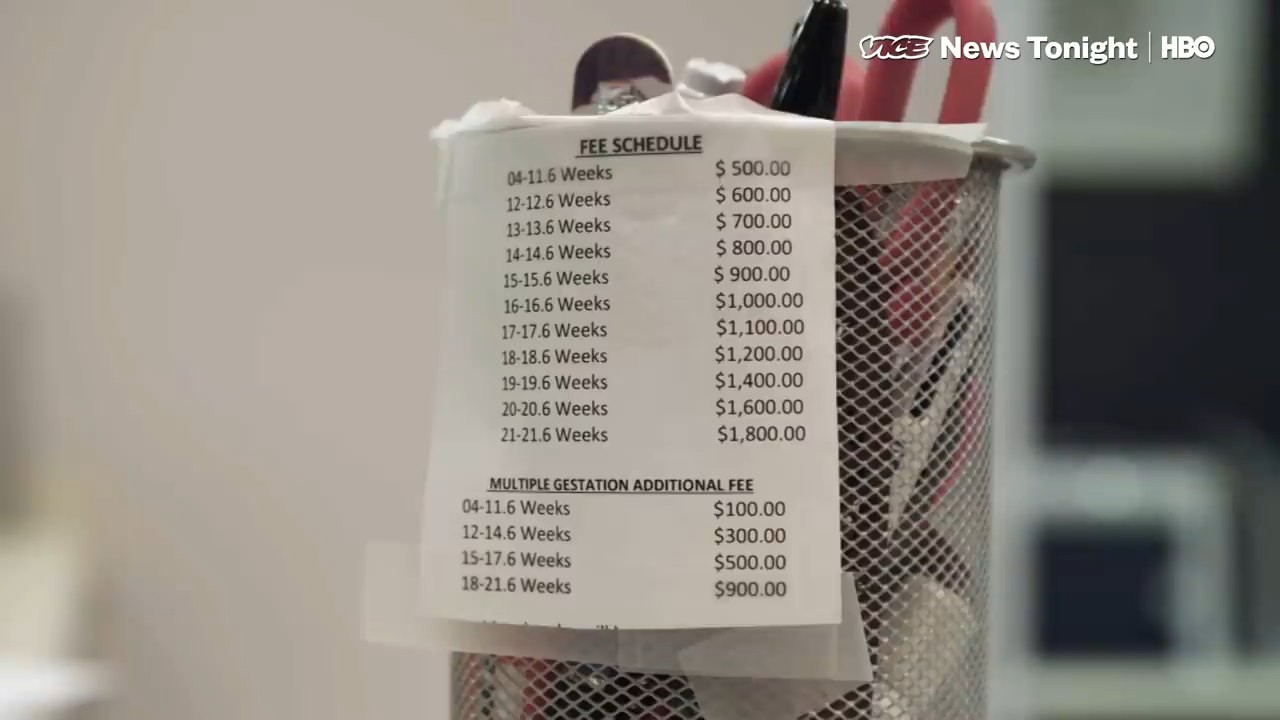 VICE News Tonight | HBO
FEE SCHEDULE
04-11.6 Weeks $ 500.00
12-12.6 Weeks $ 600.00
13-13.6 Weeks $ 700.00
14-14.6 Weeks $ 800.00
15-15.6 Weeks $ 900.00
16-16.6 Weeks $1,000.00
17-17.6 Weeks $1,100.00
18-18.6 Weeks $1,200.00
19-19.6 Weeks $1,400.00
20-20.6 Weeks $1,600.00
21-21.6 Weeks $1,800.00
MULTIPLE GESTATION ADDITIONAL FEE
04-11.6 Weeks $100.00
12-14.6 Weeks $300.00
15-17.6 Weeks $500.00
18-21.6 Weeks $900.00